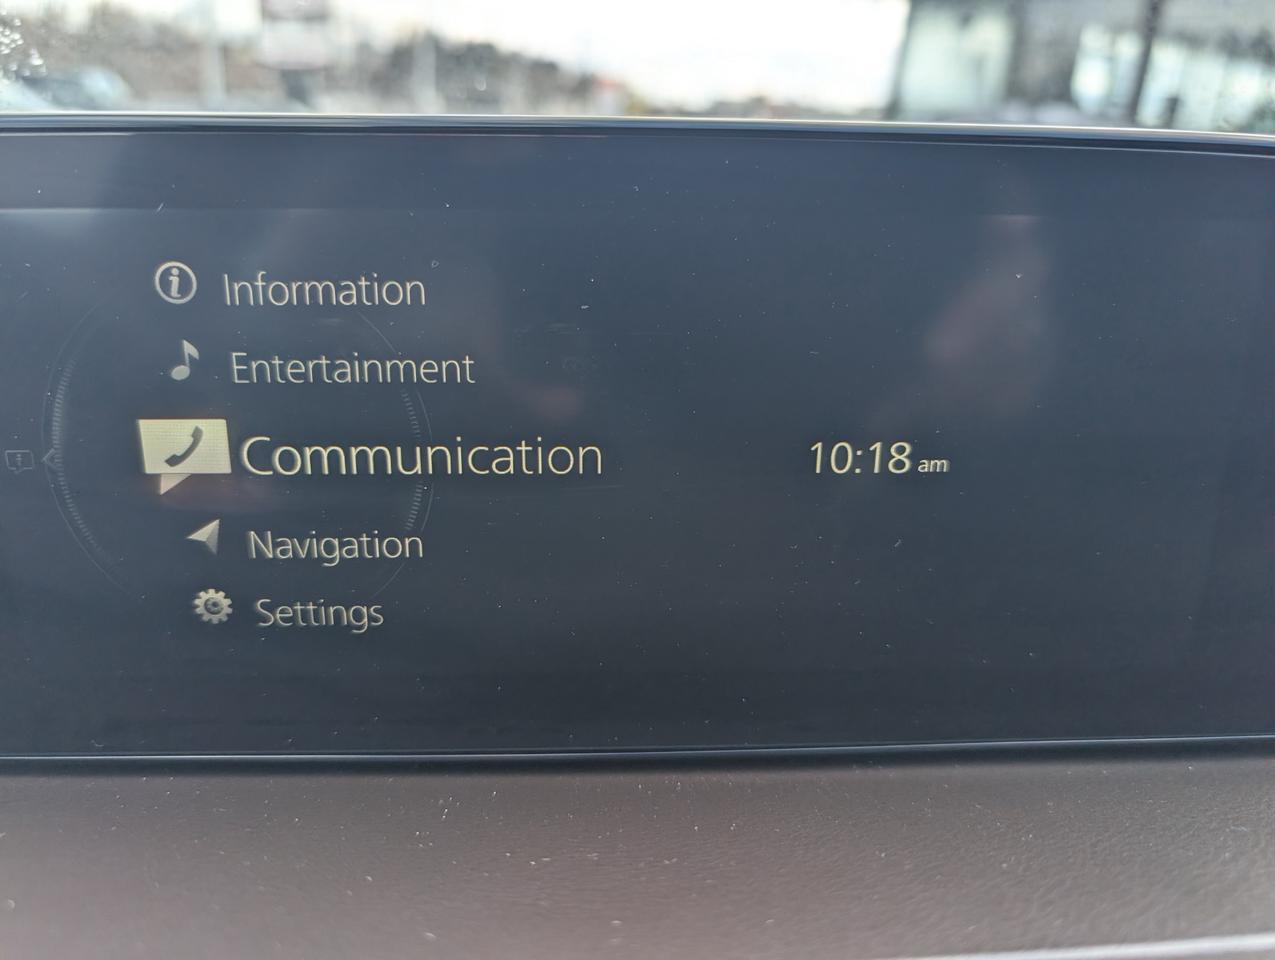 Information
Entertainment
Communication
10:18 am
Navigation
Settings